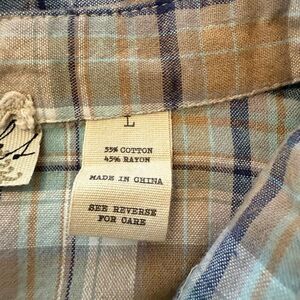 L
55% COTTON
45% RAYON
MADE IN CHINA
SEE REVERSE
FOR CARE